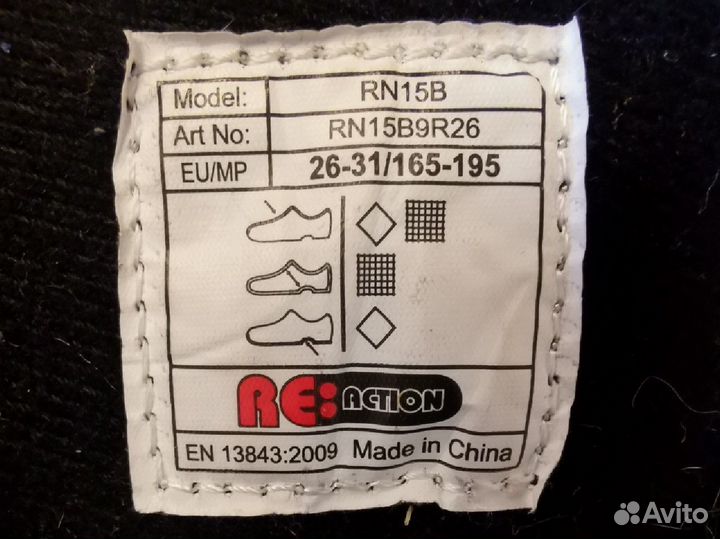 Model: RN15B
Art No: RN15B9R26
EU/MP 26-31/165-195
RE:ACTION
EN 13843:2009 Made in China
Avito